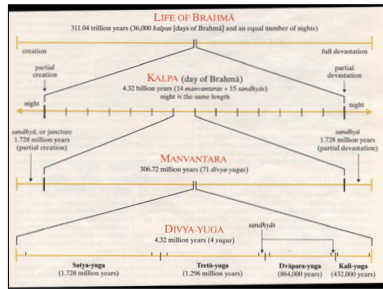 LIFE OF BRAHMĀ
311.04 trillion years (36,000 kalpas [days of Brahmā] and an equal number of nights)
creation
full devastation
partial
creation
partial
devastation
KALPA (day of Brahmā)
4.32 billion years (14 manvantaras + 15 sandhyās)
night is the same length
night
night
sandhyā, or juncture
1.728 million years
(partial creation)
sandhyā
1.728 million years
(partial devastation)
MANVANTARA
306.72 million years (71 divya-yugas)
DIVYA-YUGA
4.32 million years (4 yugas)
sandhyās
Satya-yuga
(1.728 million years)
Tretā-yuga
(1.296 million years)
Dvāpara-yuga
(864,000 years)
Kali-yuga
(432,000 years)